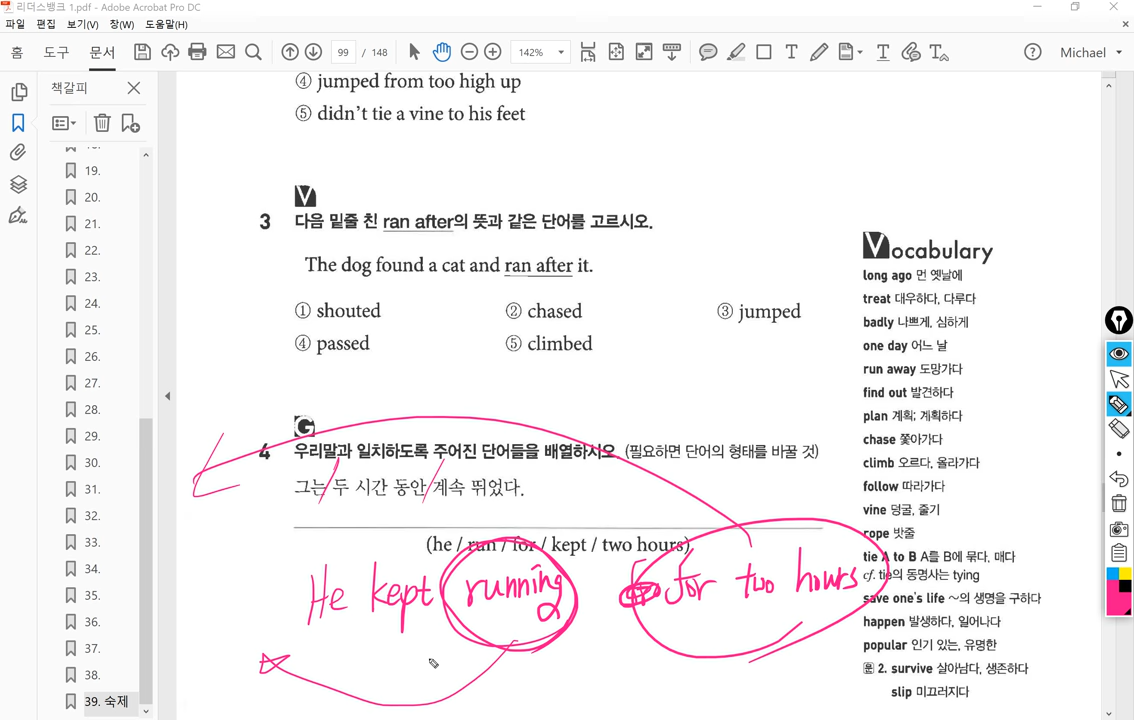 리더스뱅크 1.pdf - Adobe Acrobat Pro DC
파일 편집 보기(V) 창(W) 도움말(H)
홈 도구 문서 99 / 148 142% Michael
책갈피
19.
20.
21.
22.
23.
24.
25.
26.
27.
28.
29.
30.
31.
32.
33.
34.
35.
36.
37.
38.
39. 숙제
④ jumped from too high up
⑤ didn't tie a vine to his feet
V
3 다음 밑줄 친 ran after의 뜻과 같은 단어를 고르시오.
The dog found a cat and ran after it.
① shouted ② chased ③ jumped
④ passed ⑤ climbed
G
4 우리말과 일치하도록 주어진 단어들을 배열하시오. (필요하면 단어의 형태를 바꿀 것)
그는 두 시간 동안 계속 뛰었다.
(he / run / for / kept / two hours)
He kept running for two hours
Vocabulary
long ago 먼 옛날에
treat 대우하다, 다루다
badly 나쁘게, 심하게
one day 어느 날
run away 도망가다
find out 발견하다
plan 계획; 계획하다
chase 쫓아가다
climb 오르다, 올라가다
follow 따라가다
vine 덩굴, 줄기
rope 밧줄
tie A to B A를 B에 묶다, 매다
cf. tie의 동명사는 tying
save one's life ~의 생명을 구하다
happen 발생하다, 일어나다
popular 인기 있는, 유명한
문 2. survive 살아남다, 생존하다
slip 미끄러지다